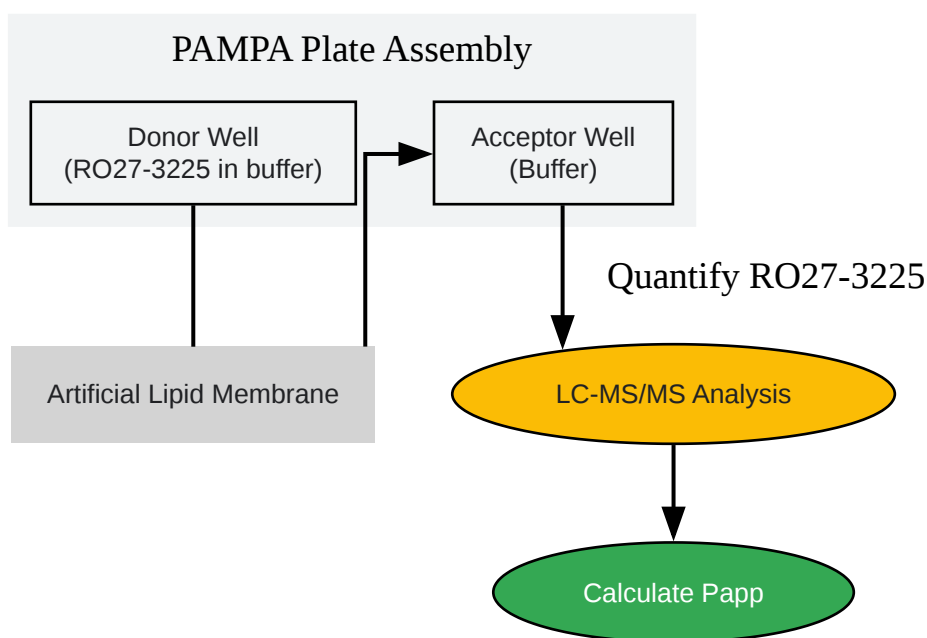 PAMPA Plate Assembly
Donor Well
(RO27-3225 in buffer)
Acceptor Well
(Buffer)
Quantify RO27-3225
Artificial Lipid Membrane
LC-MS/MS Analysis
Calculate Papp